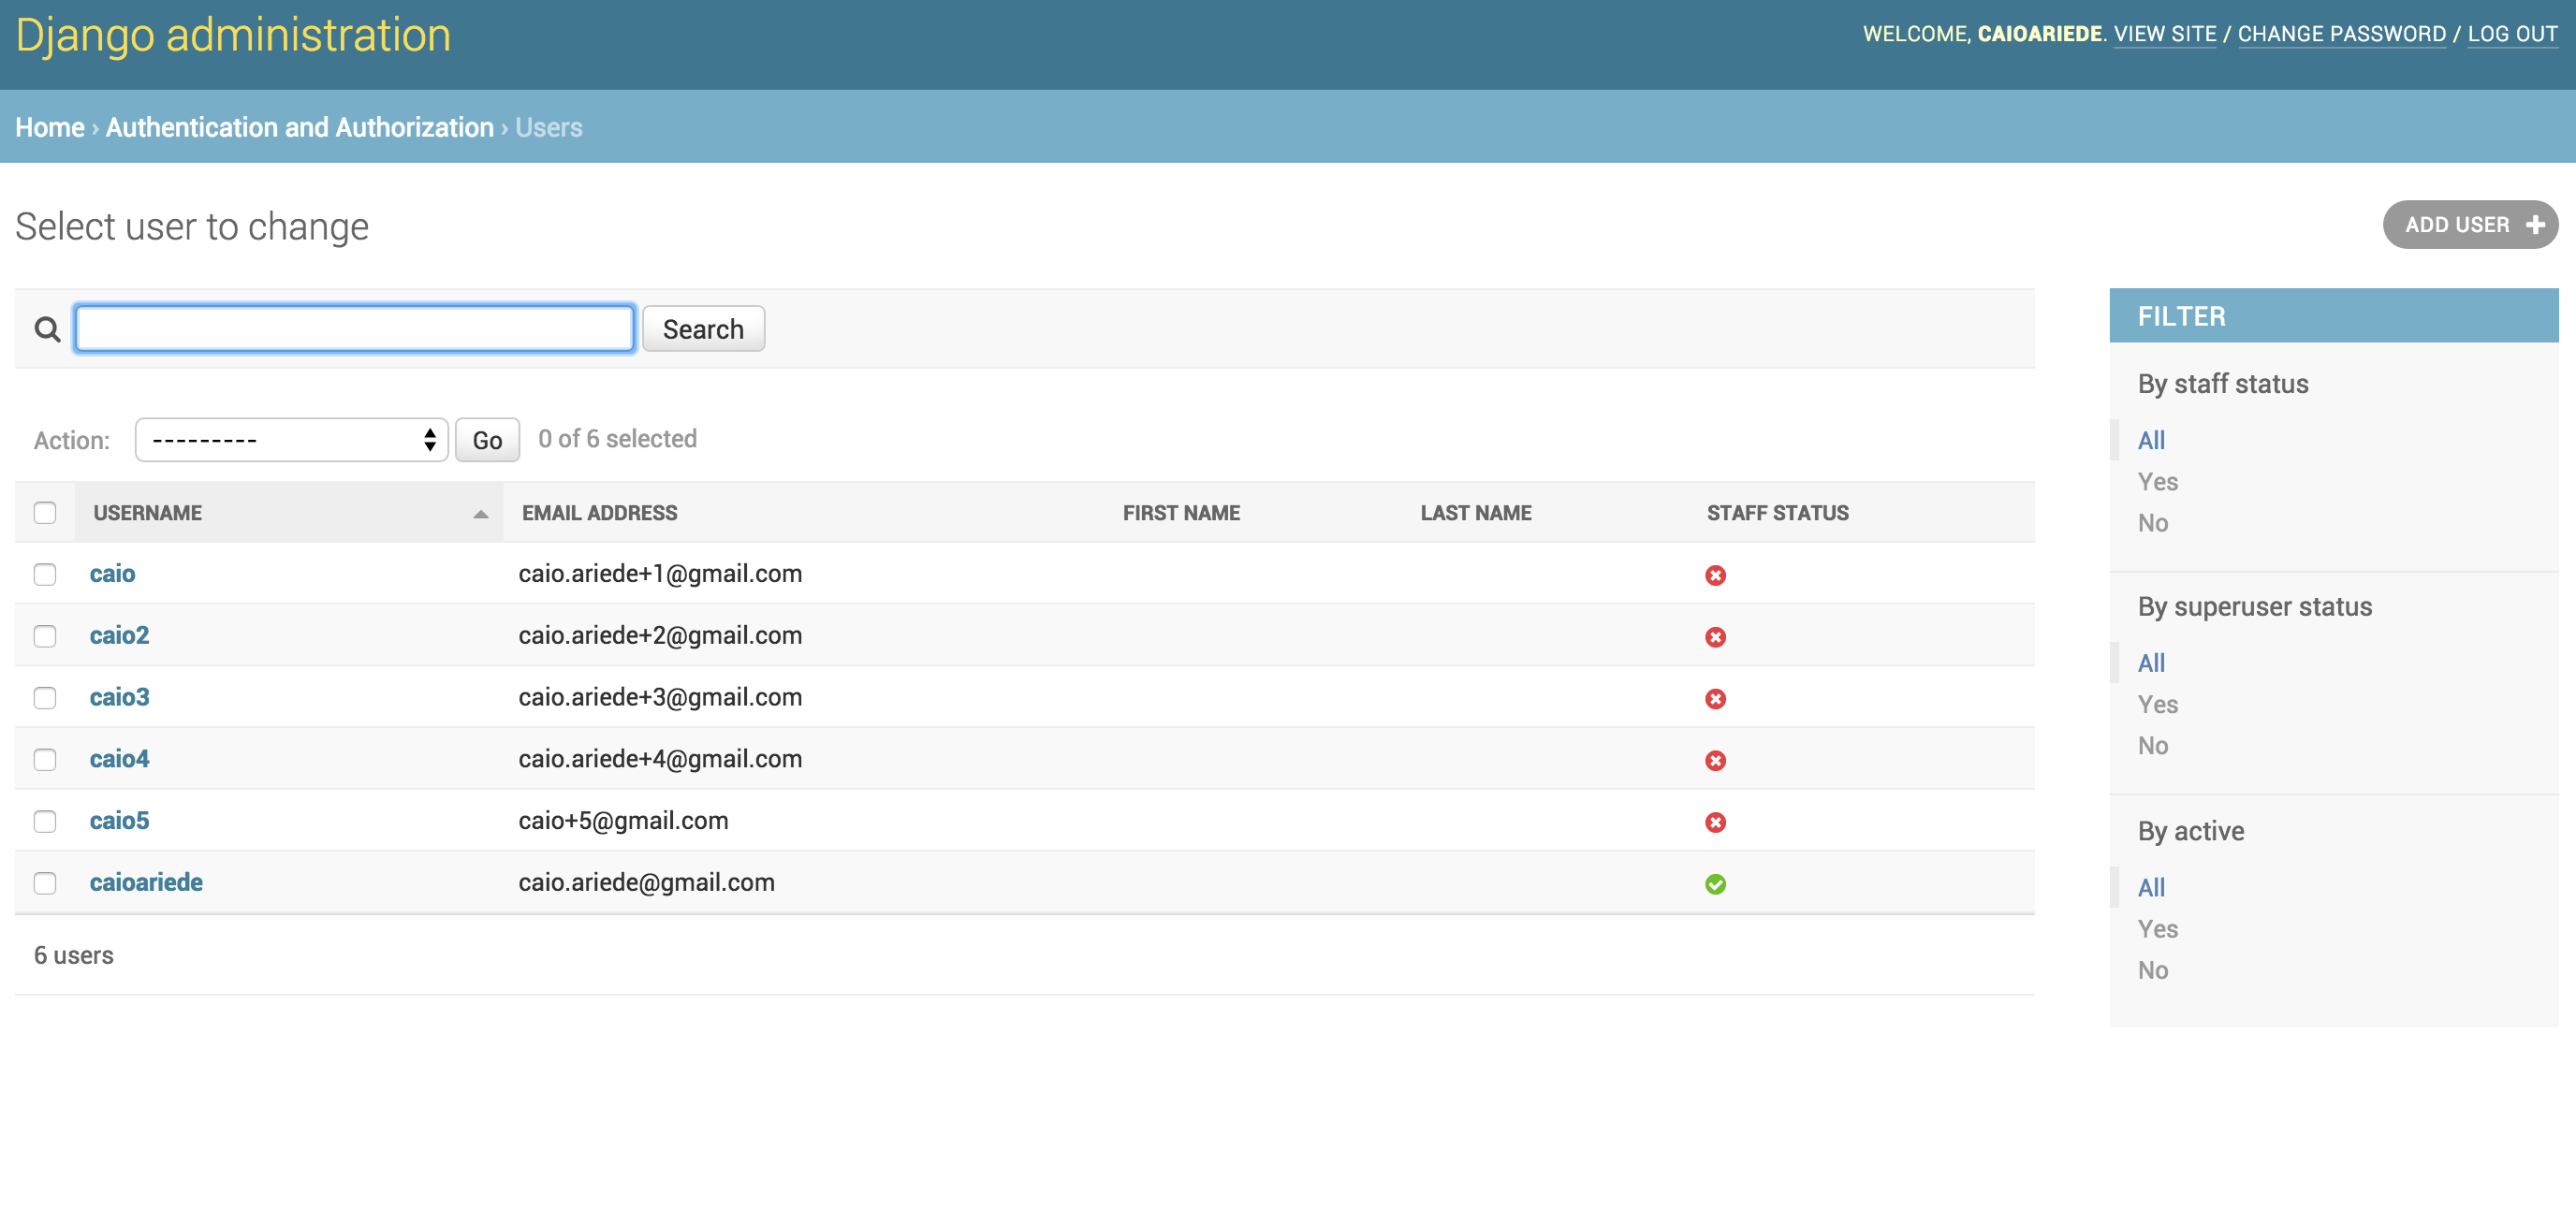 Django administration
WELCOME, CAIOARIEDE. VIEW SITE / CHANGE PASSWORD / LOG OUT
Home › Authentication and Authorization › Users
Select user to change
ADD USER +
Search
Action: --------- Go 0 of 6 selected
USERNAME EMAIL ADDRESS FIRST NAME LAST NAME STAFF STATUS
caio caio.ariede+1@gmail.com
caio2 caio.ariede+2@gmail.com
caio3 caio.ariede+3@gmail.com
caio4 caio.ariede+4@gmail.com
caio5 caio+5@gmail.com
caioariede caio.ariede@gmail.com
6 users
FILTER
By staff status
All
Yes
No
By superuser status
All
Yes
No
By active
All
Yes
No